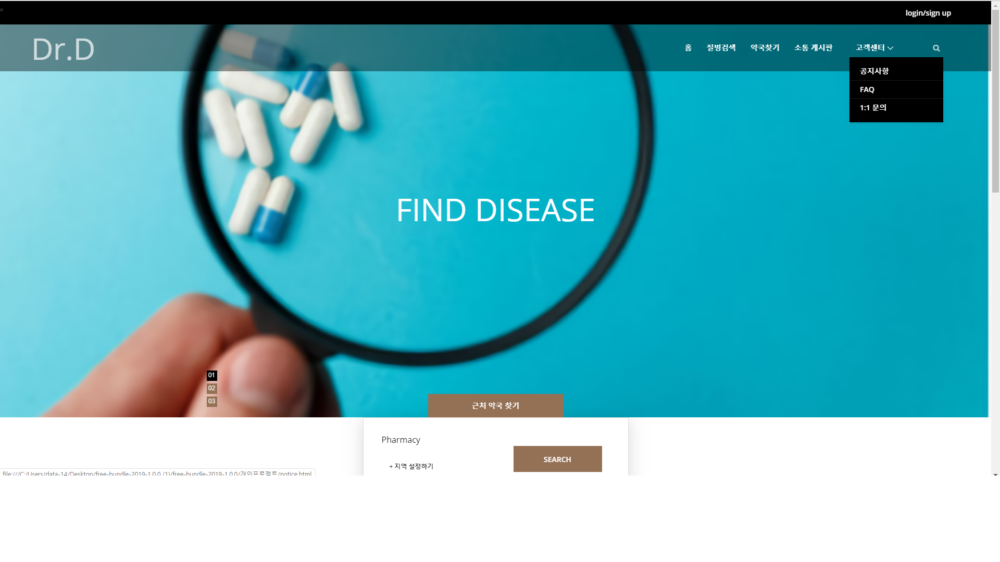 login/sign up
Dr.D
홈 질병검색 약국찾기 소통 게시판 고객센터
공지사항
FAQ
1:1 문의
FIND DISEASE
01
02
03
근처 약국 찾기
Pharmacy
SEARCH
+ 지역 설정하기
file:///C:/Users/data-14/Desktop/free-bundle-2019-1.0.0 (1)/free-bundle-2019-1.0.0/개인프로젝트/notice.html